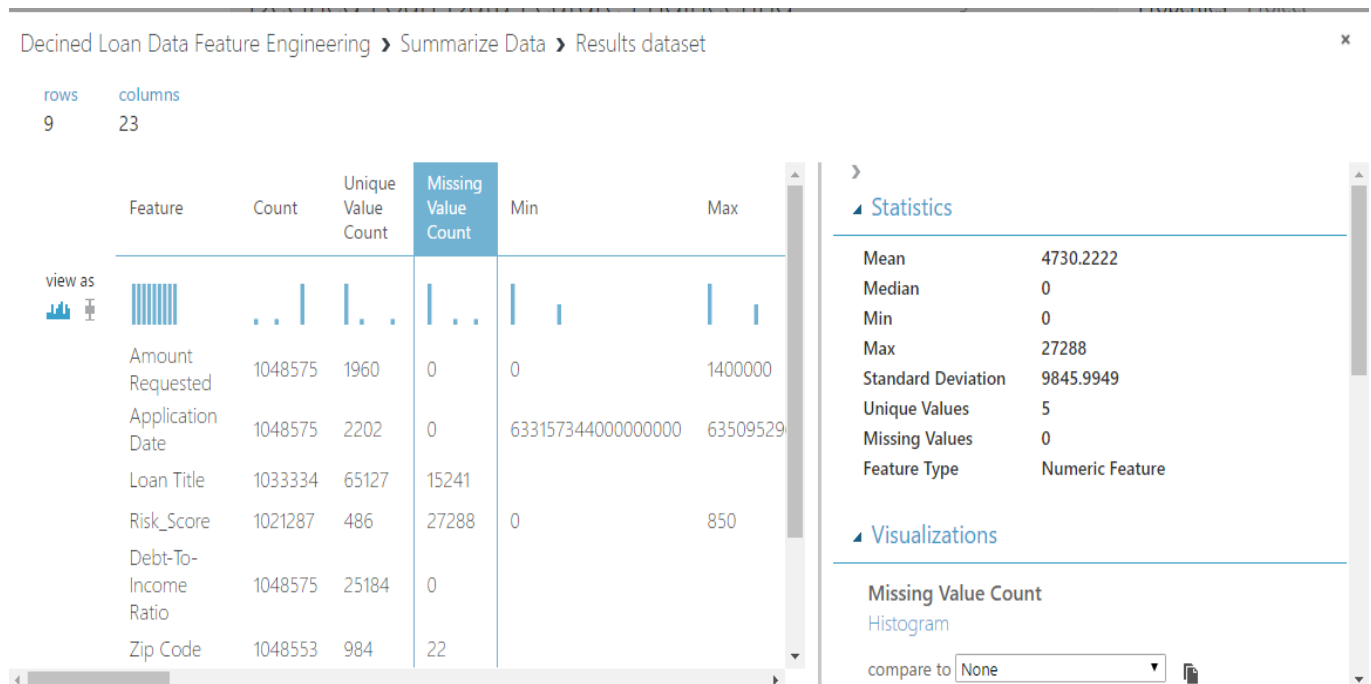 Decined Loan Data Feature Engineering ❯ Summarize Data ❯ Results dataset
rows columns
9 23
Feature Count Unique Value Count Missing Value Count Min Max
view as
Amount Requested 1048575 1960 0 0 1400000
Application Date 1048575 2202 0 633157344000000000 63509529
Loan Title 1033334 65127 15241
Risk_Score 1021287 486 27288 0 850
Debt-To-Income Ratio 1048575 25184 0
Zip Code 1048553 984 22
Statistics
Mean 4730.2222
Median 0
Min 0
Max 27288
Standard Deviation 9845.9949
Unique Values 5
Missing Values 0
Feature Type Numeric Feature
Visualizations
Missing Value Count
Histogram
compare to None